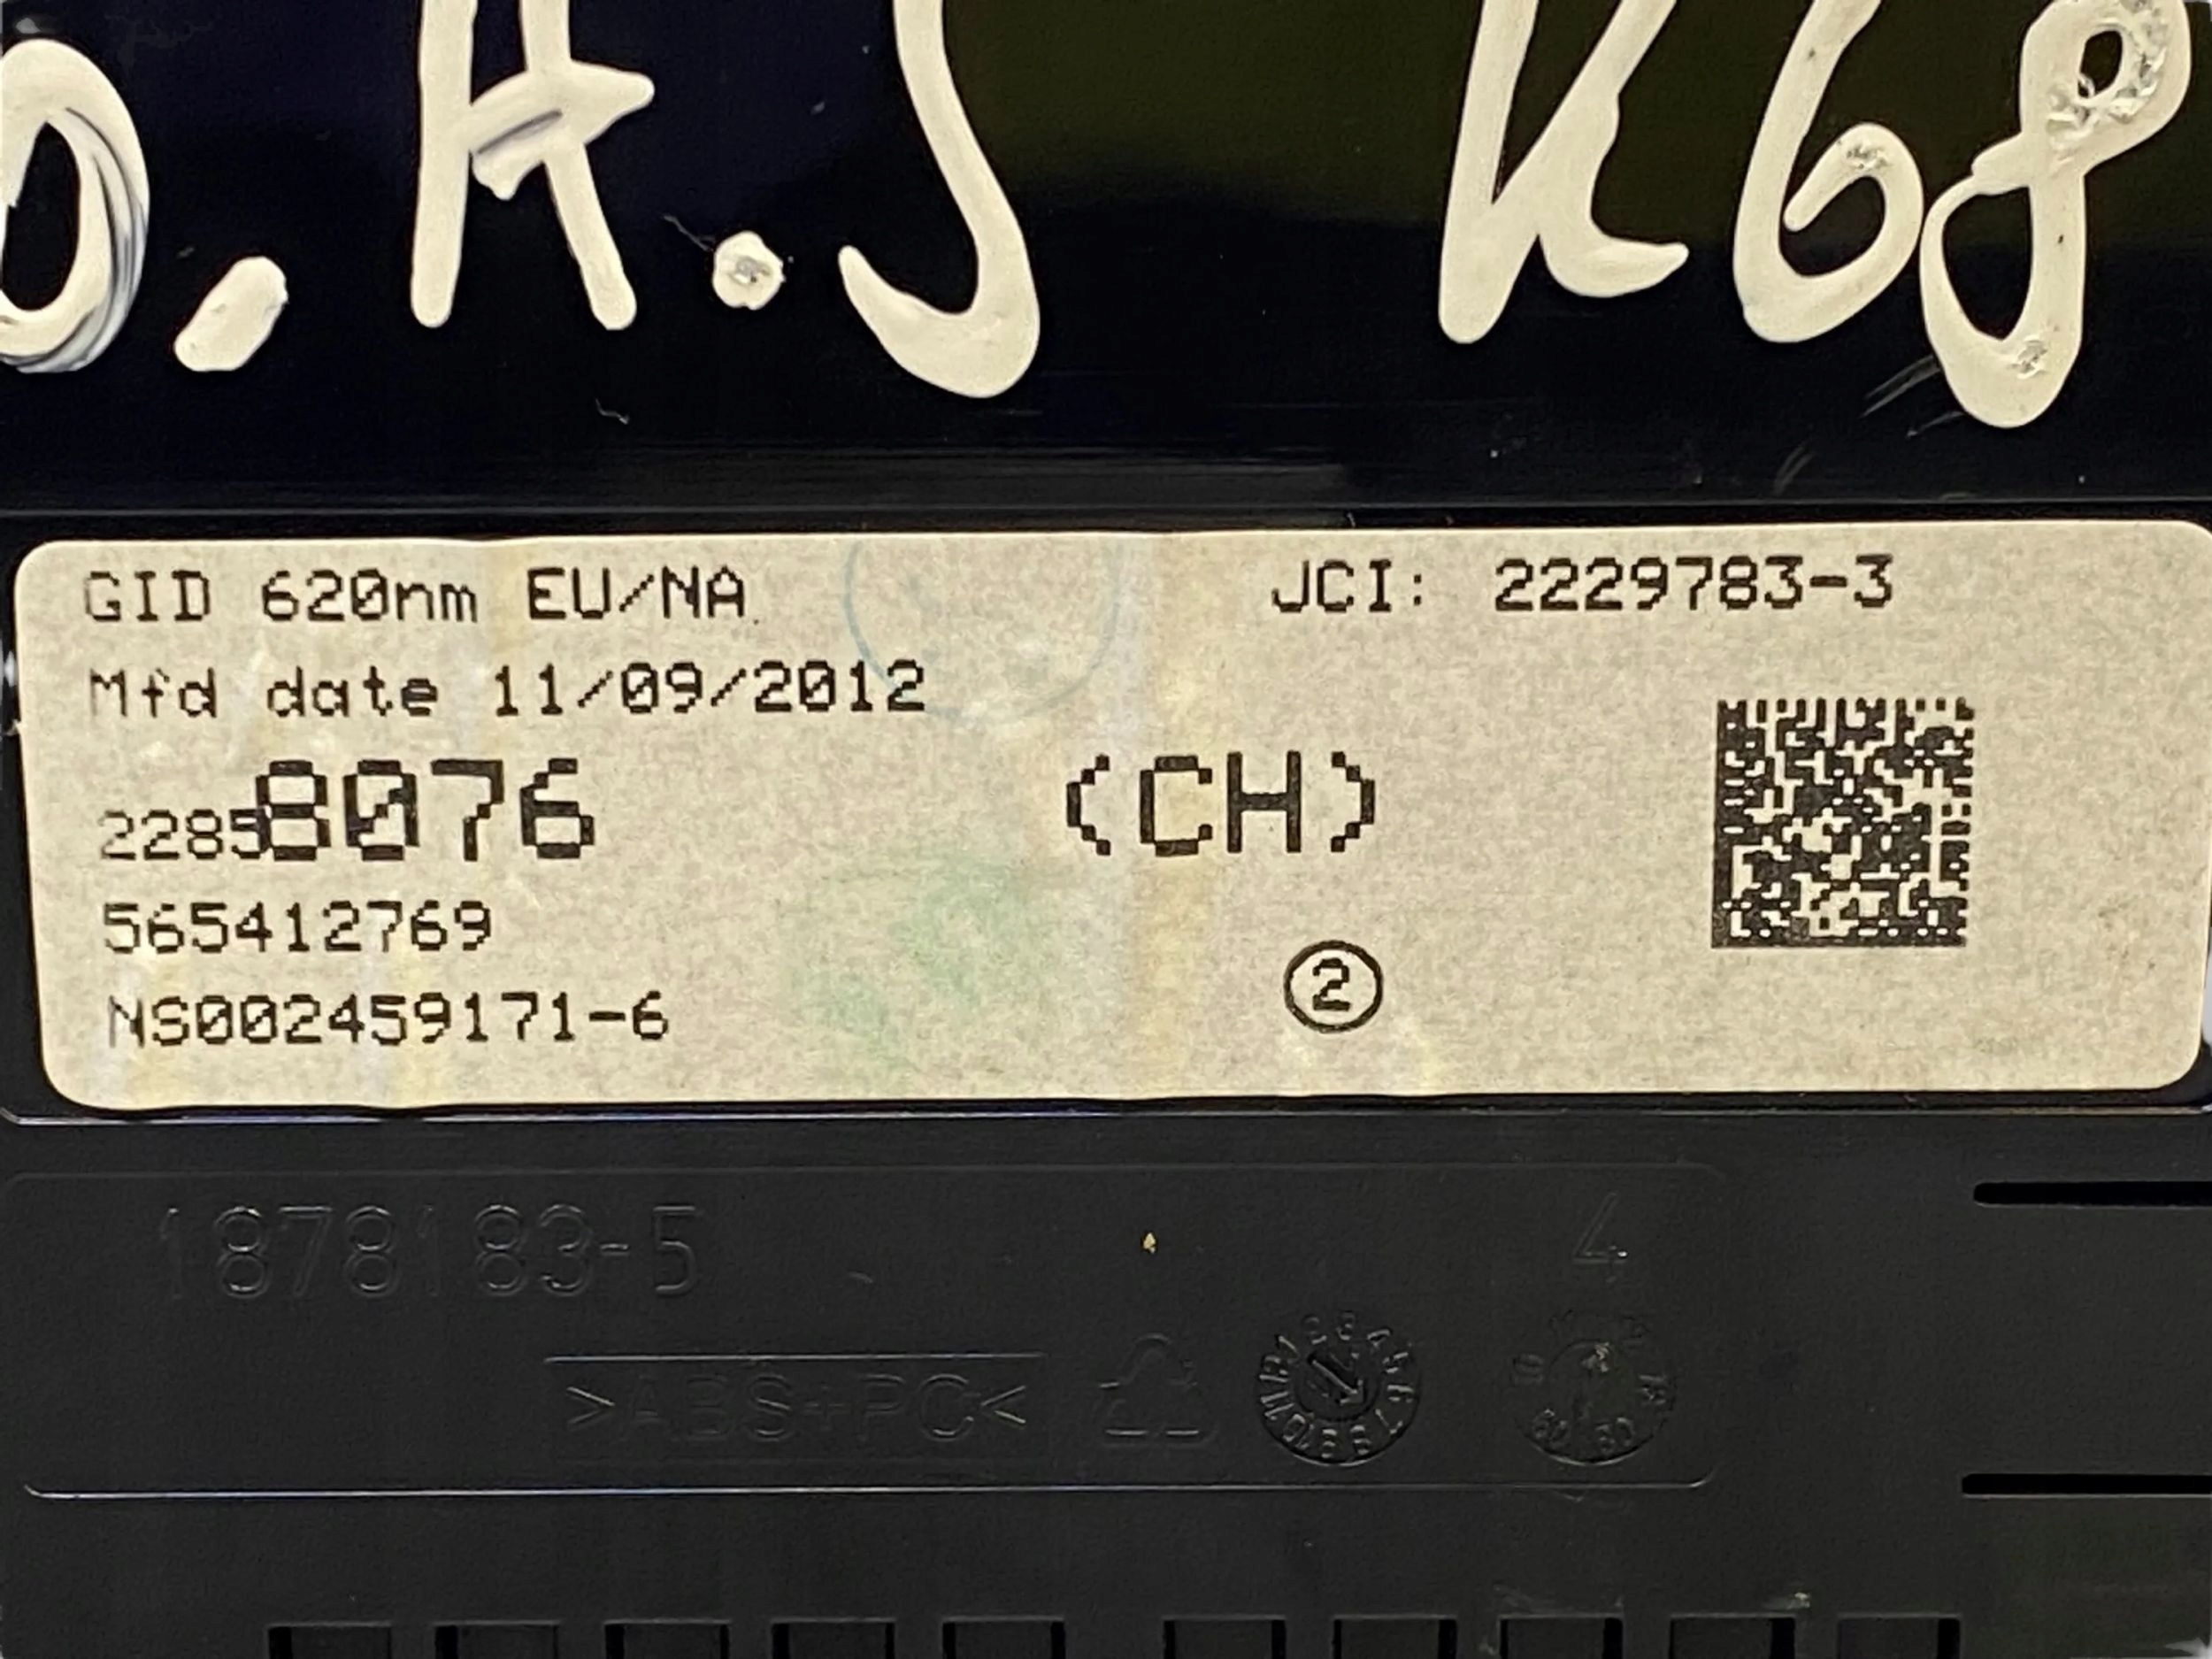 D. A.S K68
GID 620nm EU/NA JCI: 2229783-3
Mfd date 11/09/2012
22858076 (CH)
565412769
2
NS002459171-6
1878183-5 4
>ABS+PC<